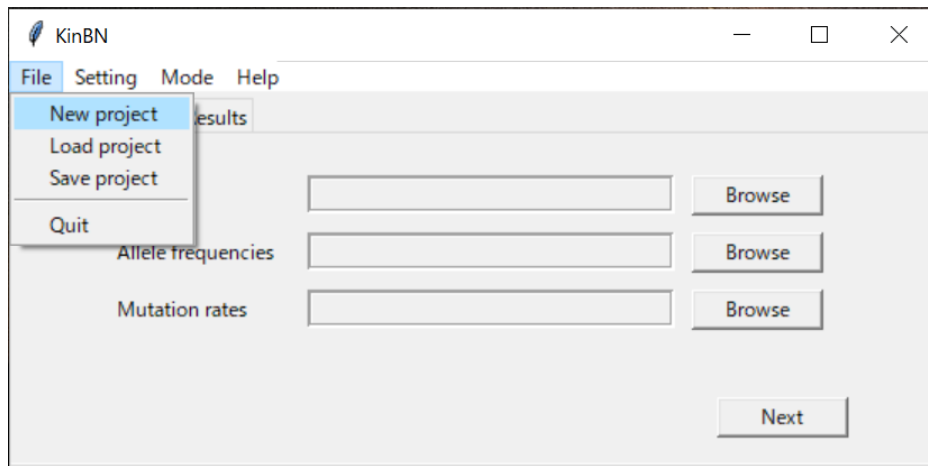 KinBN
File Setting Mode Help
New project
Load project
Save project
Quit
Allele frequencies
Mutation rates
Browse
Browse
Browse
Next